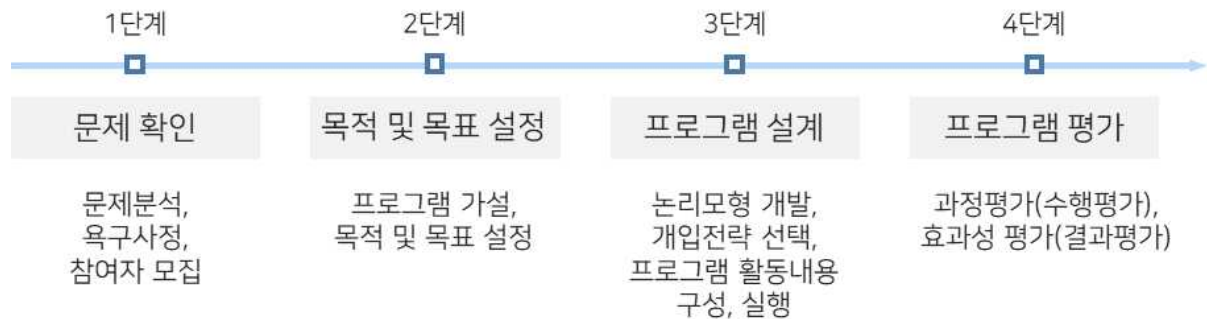 1단계
문제 확인
문제분석,
욕구사정,
참여자 모집
2단계
목적 및 목표 설정
프로그램 가설,
목적 및 목표 설정
3단계
프로그램 설계
논리모형 개발,
개입전략 선택,
프로그램 활동내용
구성, 실행
4단계
프로그램 평가
과정평가(수행평가),
효과성 평가(결과평가)